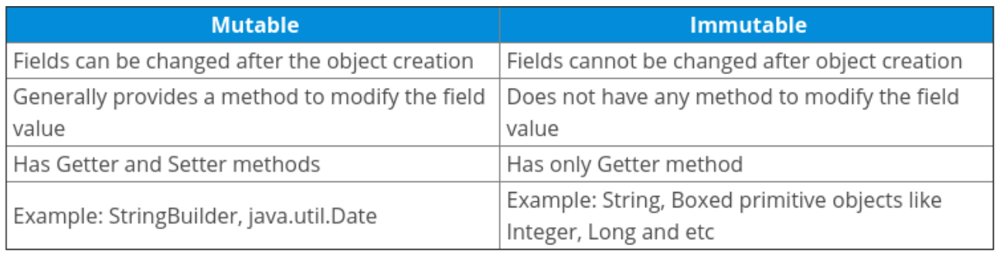 Mutable
Immutable
Fields can be changed after the object creation
Fields cannot be changed after object creation
Generally provides a method to modify the field
value
Does not have any method to modify the field
value
Has Getter and Setter methods
Has only Getter method
Example: StringBuilder, java.util.Date
Example: String, Boxed primitive objects like
Integer, Long and etc